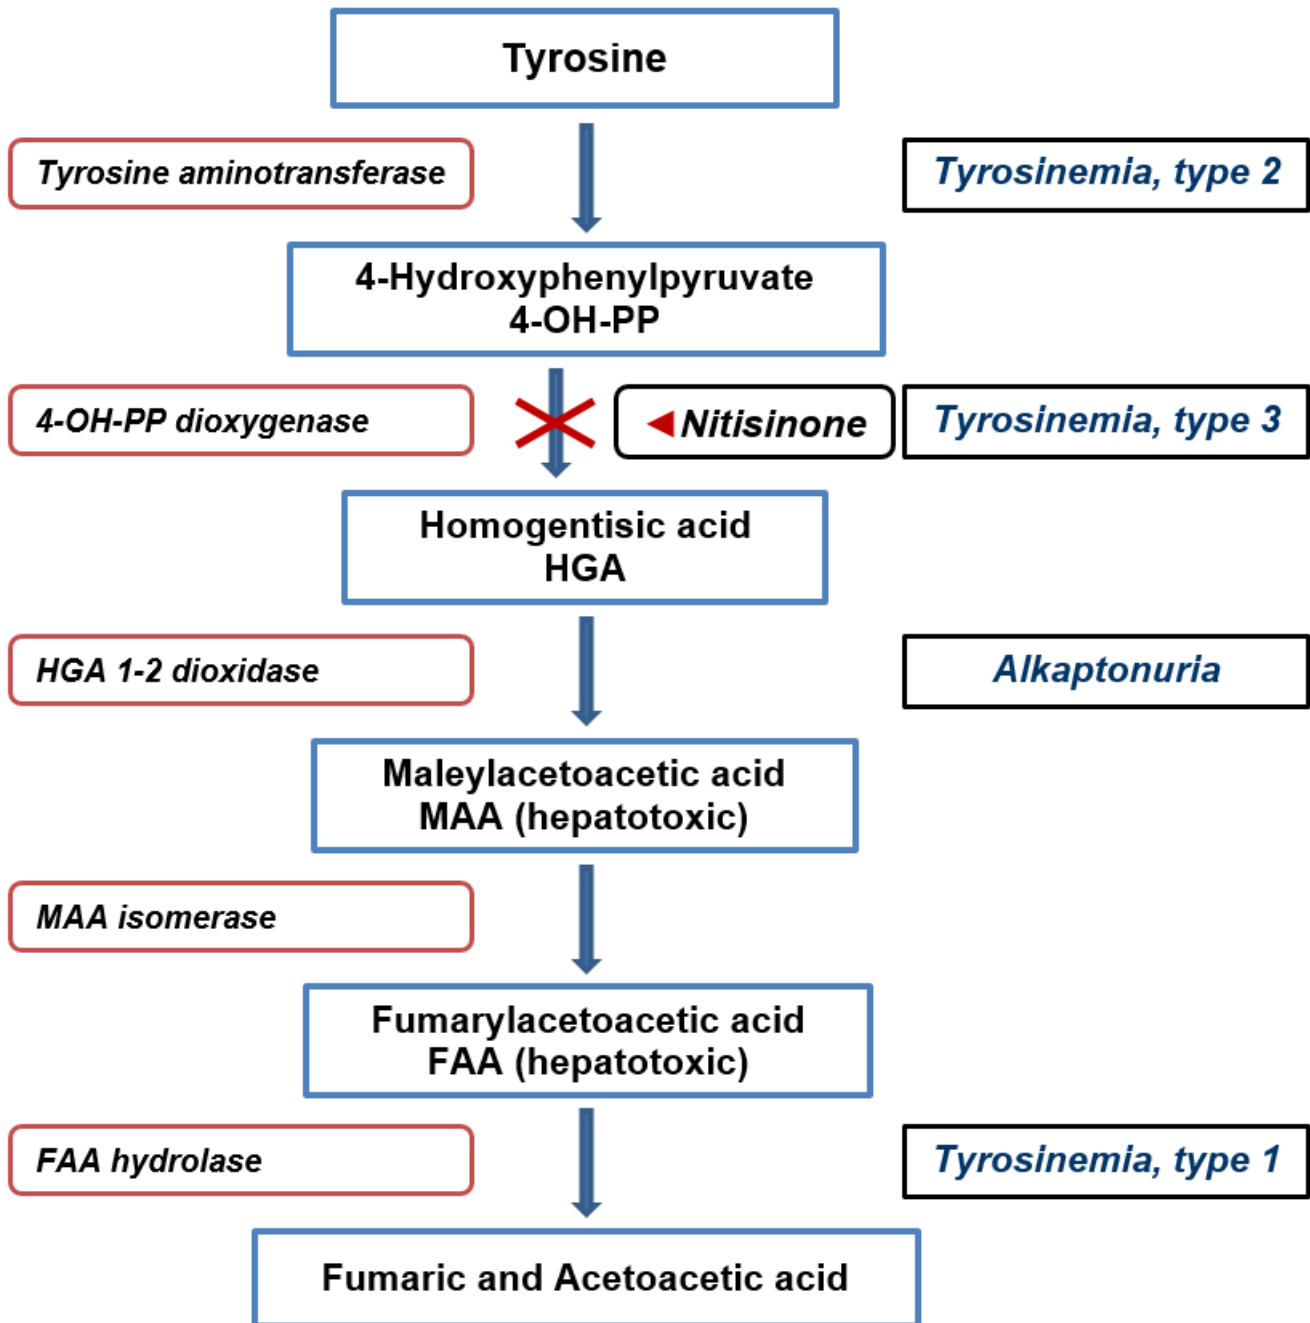 Tyrosine
Tyrosine aminotransferase
Tyrosinemia, type 2
4-Hydroxyphenylpyruvate
4-OH-PP
4-OH-PP dioxygenase
Nitisinone
Tyrosinemia, type 3
Homogentisic acid
HGA
HGA 1-2 dioxidase
Alkaptonuria
Maleylacetoacetic acid
MAA (hepatotoxic)
MAA isomerase
Fumarylacetoacetic acid
FAA (hepatotoxic)
FAA hydrolase
Tyrosinemia, type 1
Fumaric and Acetoacetic acid